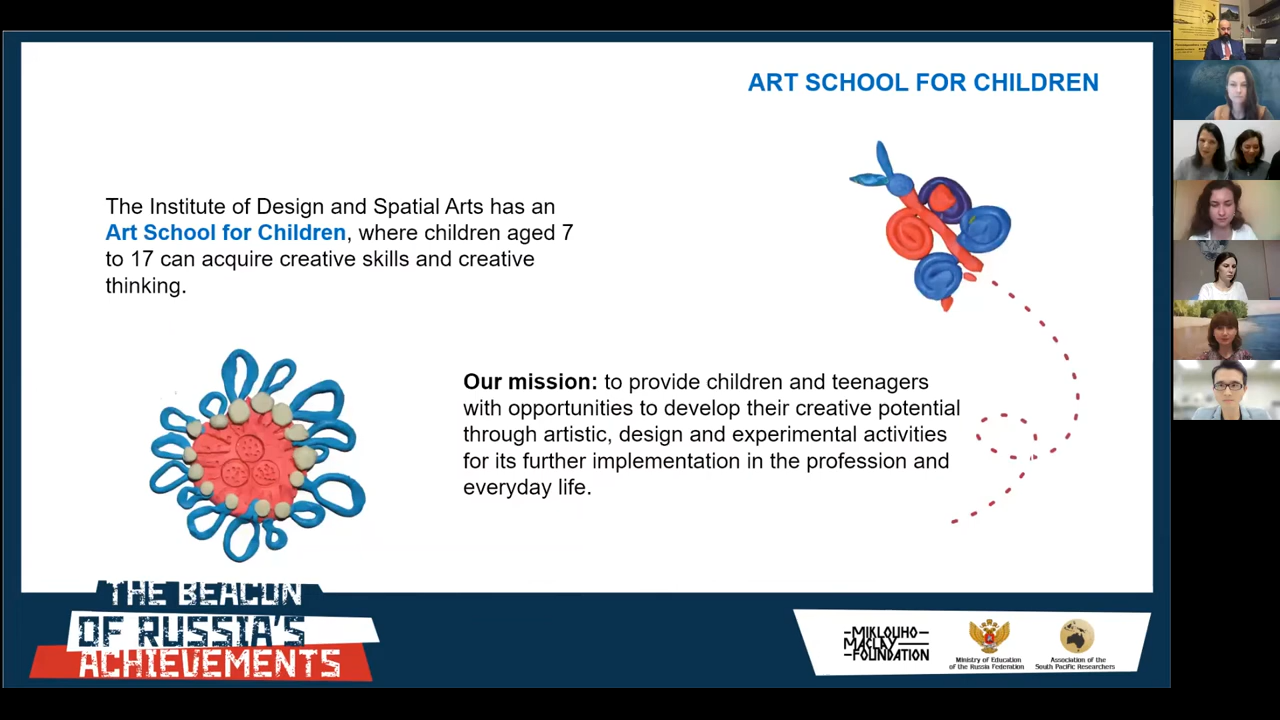 ART SCHOOL FOR CHILDREN
The Institute of Design and Spatial Arts has an
Art School for Children, where children aged 7
to 17 can acquire creative skills and creative
thinking.
Our mission: to provide children and teenagers
with opportunities to develop their creative potential
through artistic, design and experimental activities
for its further implementation in the profession and
everyday life.
THE BEACON
OF RUSSIA'S
ACHIEVEMENTS
MIKLOUHO
MACLAY
FOUNDATION
Ministry of Education
of the Russia Federation
Association of the
South Pacific Researchers